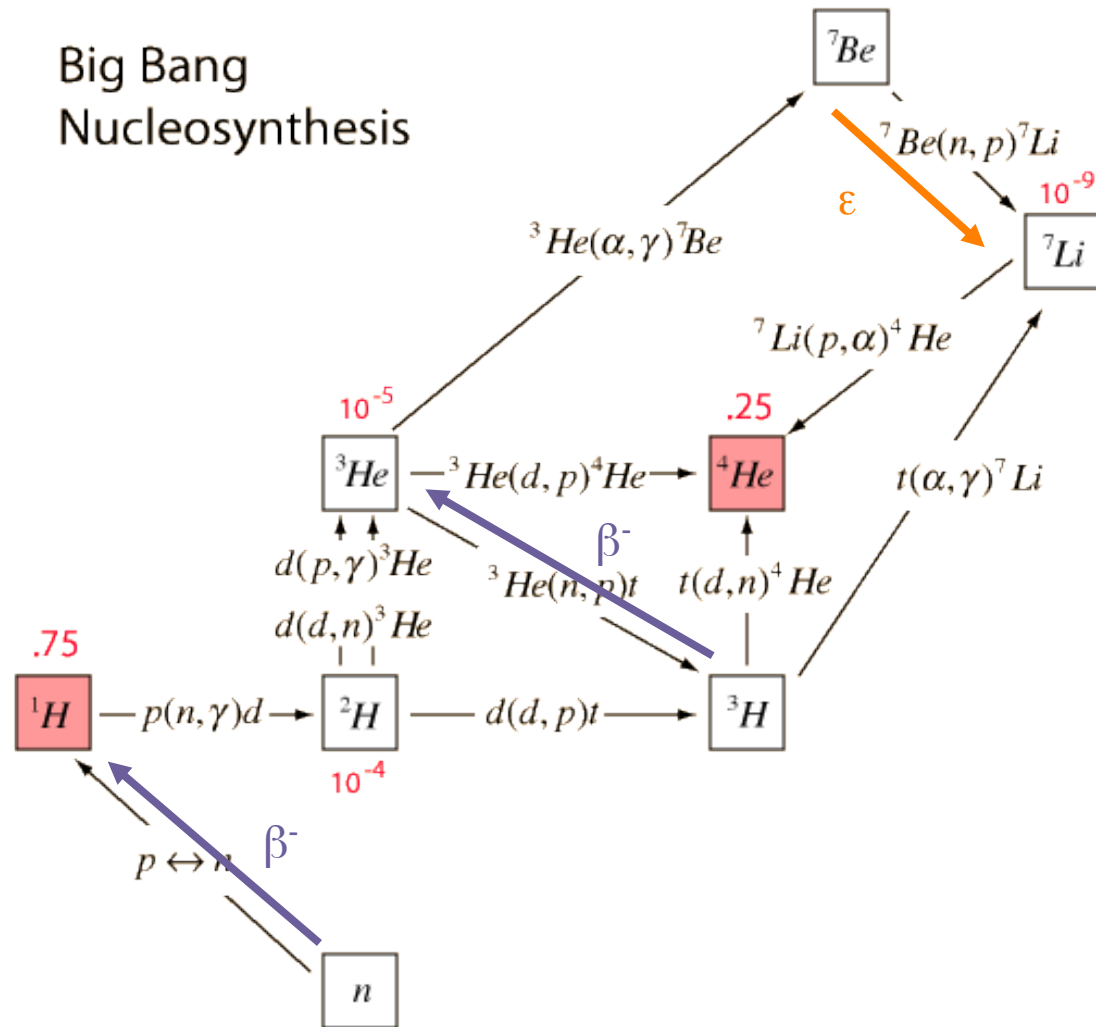 Big Bang
Nucleosynthesis
⁷Be
⁷Be(n, p)⁷Li
ε
10⁻⁹
⁷Li
³He(α, γ)⁷Be
⁷Li(p, α)⁴He
10⁻⁵
.25
³He
³He(d, p)⁴He
⁴He
t(α, γ)⁷Li
β⁻
d(p, γ)³He
³He(n, p)t
t(d, n)⁴He
d(d, n)³He
.75
¹H
p(n, γ)d
²H
d(d, p)t
³H
10⁻⁴
p ↔ n
β⁻
n